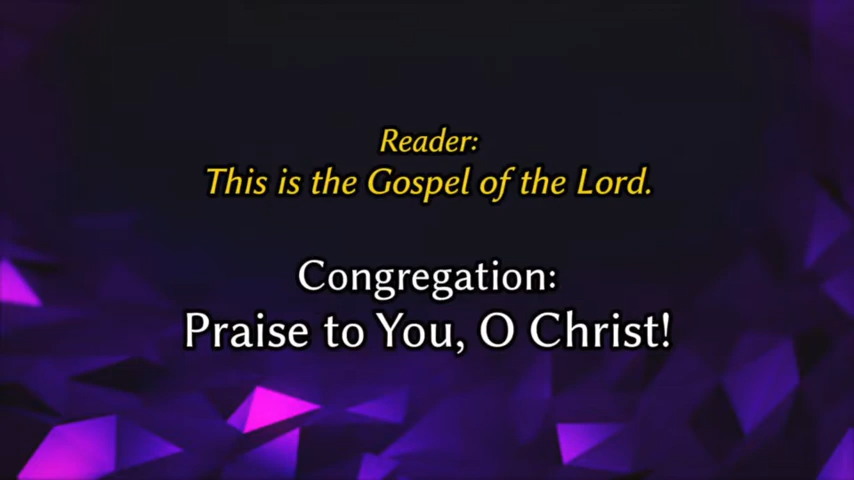 Reader:
This is the Gospel of the Lord.
Congregation:
Praise to You, O Christ!